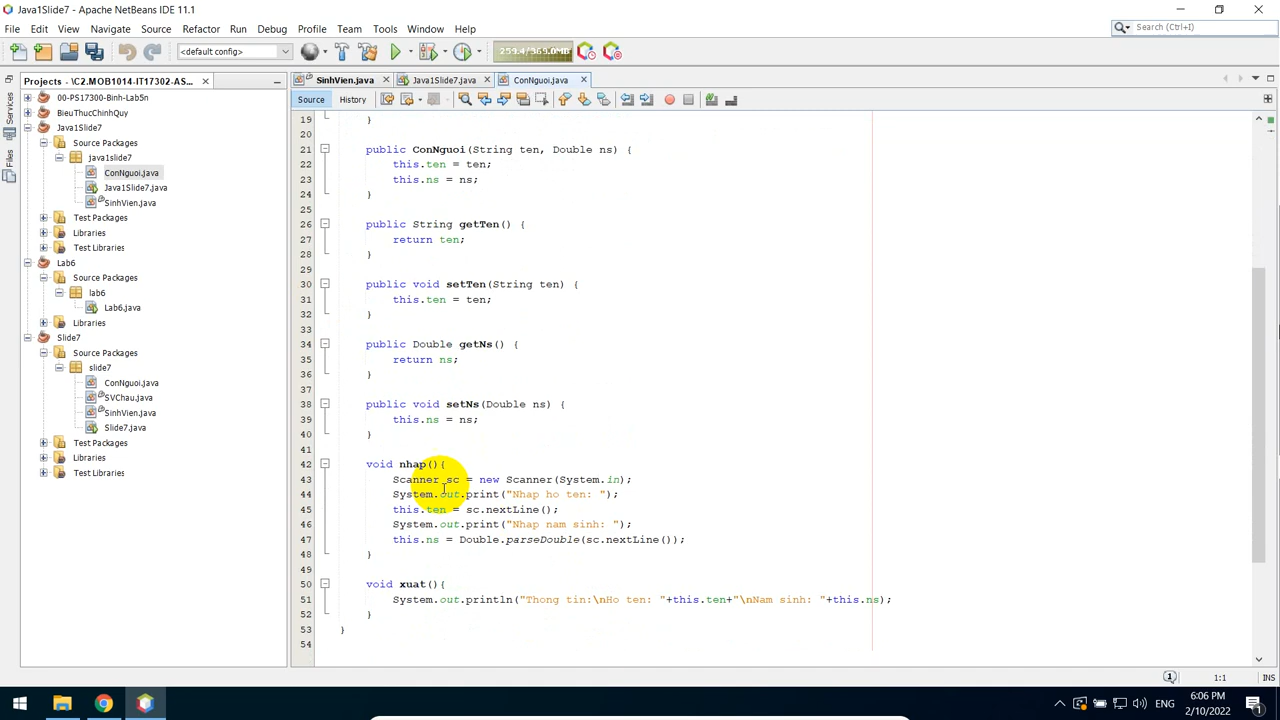 Java1Slide7 - Apache NetBeans IDE 11.1
File Edit View Navigate Source Refactor Run Debug Profile Team Tools Window Help
Search (Ctrl+I)
<default config>
259.4/369.0MB
Projects - \C2.MOB1014-IT17302-AS...
SinhVien.java
Java1Slide7.java
ConNguoi.java
Services
Files
Source
History
00-PS17300-Binh-Lab5n
BieuThucChinhQuy
Java1Slide7
Source Packages
java1slide7
ConNguoi.java
Java1Slide7.java
SinhVien.java
Test Packages
Libraries
Test Libraries
Lab6
Source Packages
lab6
Lab6.java
Libraries
Slide7
Source Packages
slide7
ConNguoi.java
SVChau.java
SinhVien.java
Slide7.java
Test Packages
Libraries
Test Libraries
19 }
20
21 public ConNguoi(String ten, Double ns) {
22 this.ten = ten;
23 this.ns = ns;
24 }
25
26 public String getTen() {
27 return ten;
28 }
29
30 public void setTen(String ten) {
31 this.ten = ten;
32 }
33
34 public Double getNs() {
35 return ns;
36 }
37
38 public void setNs(Double ns) {
39 this.ns = ns;
40 }
41
42 void nhap(){
43 Scanner sc = new Scanner(System.in);
44 System.out.print("Nhap ho ten: ");
45 this.ten = sc.nextLine();
46 System.out.print("Nhap nam sinh: ");
47 this.ns = Double.parseDouble(sc.nextLine());
48 }
49
50 void xuat(){
51 System.out.println("Thong tin:\nHo ten: "+this.ten+"\nNam sinh: "+this.ns);
52 }
53 }
54
1
1:1
INS
ENG
6:06 PM
2/10/2022
1